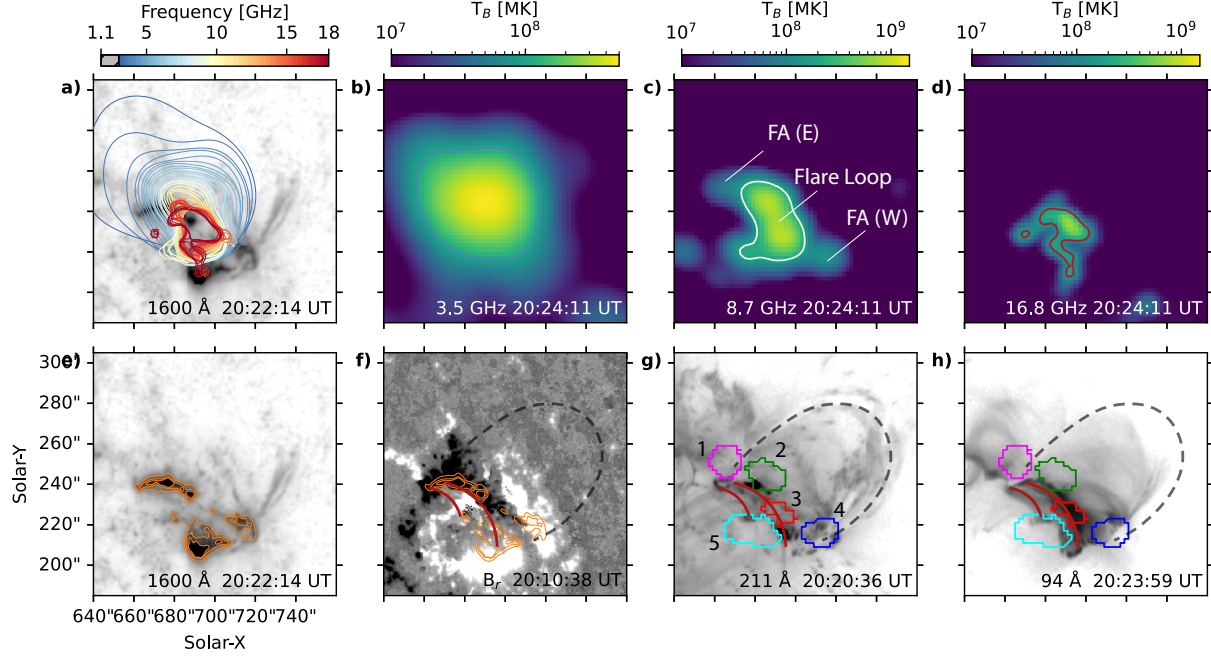 Frequency [GHz]
1.1 5 10 15 18
T_B [MK]
10^7 10^8
T_B [MK]
10^7 10^8 10^9
T_B [MK]
10^7 10^8 10^9
a)
1600 Å 20:22:14 UT
b)
3.5 GHz 20:24:11 UT
c)
FA (E)
Flare Loop
FA (W)
8.7 GHz 20:24:11 UT
d)
16.8 GHz 20:24:11 UT
300"
280"
260"
240"
220"
200"
Solar-Y
e)
1600 Å 20:22:14 UT
640" 660" 680" 700" 720" 740"
Solar-X
f)
B_r 20:10:38 UT
g)
1
2
3
4
5
211 Å 20:20:36 UT
h)
94 Å 20:23:59 UT